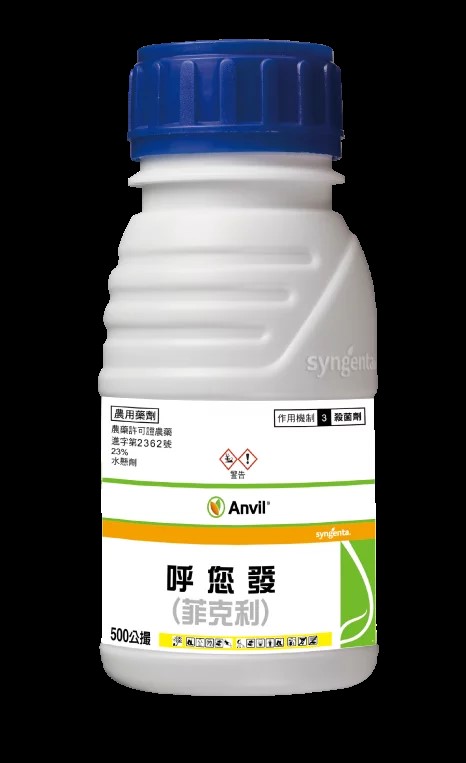 syngenta
農用藥劑
農藥許可證農藥
進字第2362號
23%
水懸劑
作用機制 3 殺菌劑
警告
Anvil®
syngenta
呼您發
(菲克利)
500公撮